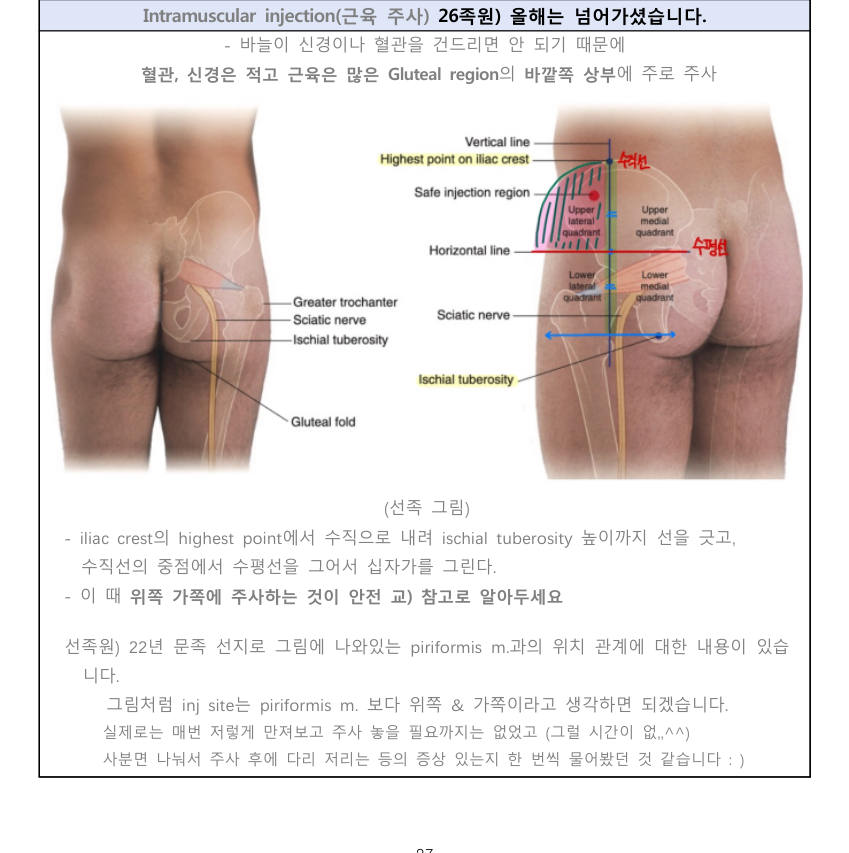 Intramuscular injection(근육 주사) 26족원) 올해는 넘어가셨습니다.
- 바늘이 신경이나 혈관을 건드리면 안 되기 때문에
혈관, 신경은 적고 근육은 많은 Gluteal region의 바깥쪽 상부에 주로 주사
Vertical line
Highest point on iliac crest
수직선
Safe injection region
Upper lateral quadrant
Upper medial quadrant
Horizontal line
수평선
Lower lateral quadrant
Lower medial quadrant
Greater trochanter
Sciatic nerve
Sciatic nerve
Ischial tuberosity
Ischial tuberosity
Gluteal fold
(선족 그림)
- iliac crest의 highest point에서 수직으로 내려 ischial tuberosity 높이까지 선을 긋고,
수직선의 중점에서 수평선을 그어서 십자가를 그린다.
- 이 때 위쪽 가쪽에 주사하는 것이 안전 교) 참고로 알아두세요
선족원) 22년 문족 선지로 그림에 나와있는 piriformis m.과의 위치 관계에 대한 내용이 있습
니다.
그림처럼 inj site는 piriformis m. 보다 위쪽 & 가쪽이라고 생각하면 되겠습니다.
실제로는 매번 저렇게 만져보고 주사 놓을 필요까지는 없었고 (그럴 시간이 없,,^^)
사분면 나눠서 주사 후에 다리 저리는 등의 증상 있는지 한 번씩 물어봤던 것 같습니다 : )